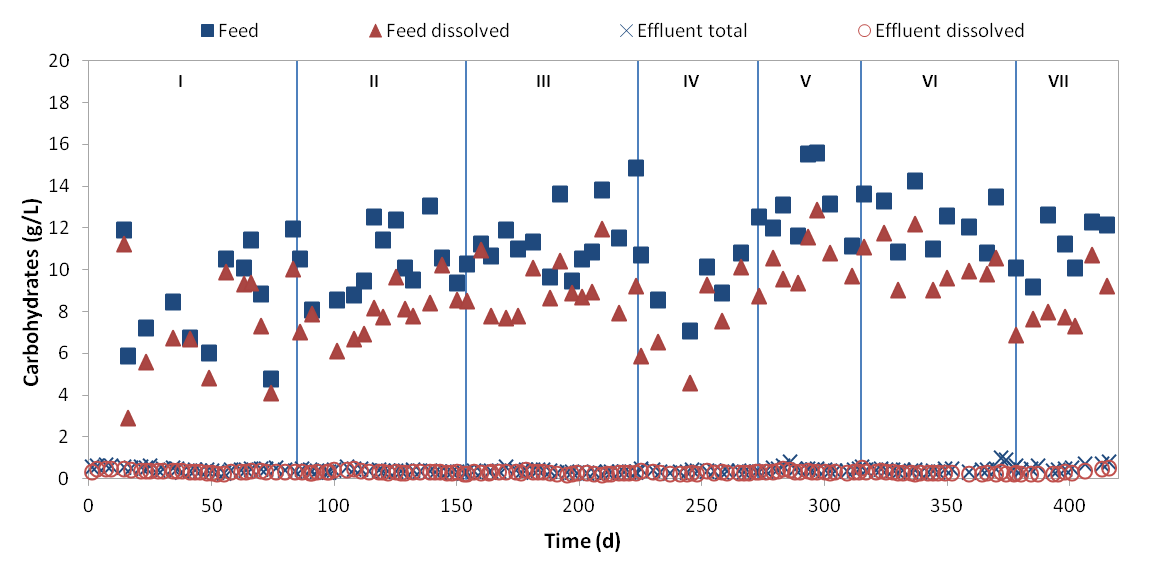 Feed Feed dissolved Effluent total Effluent dissolved
20
I II III IV V VI VII
18
16
14
12
10
8
6
4
2
0
Carbohydrates (g/L)
0 50 100 150 200 250 300 350 400
Time (d)